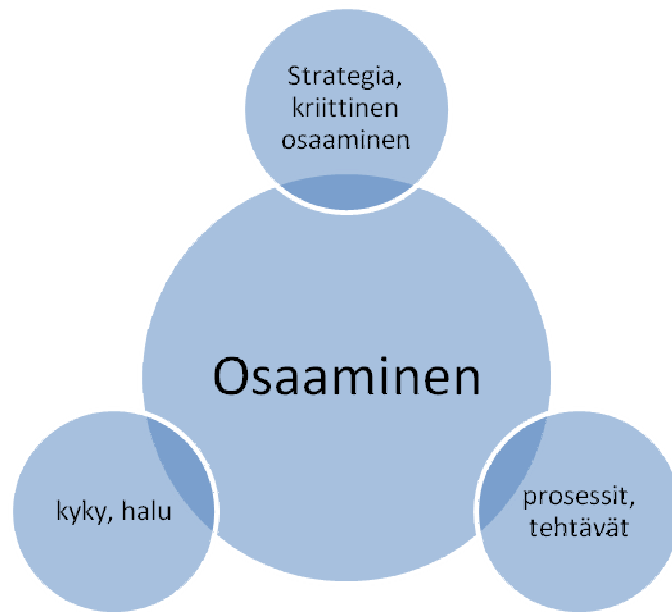 Strategia,
kriittinen
osaaminen
Osaaminen
kyky, halu
prosessit,
tehtävät